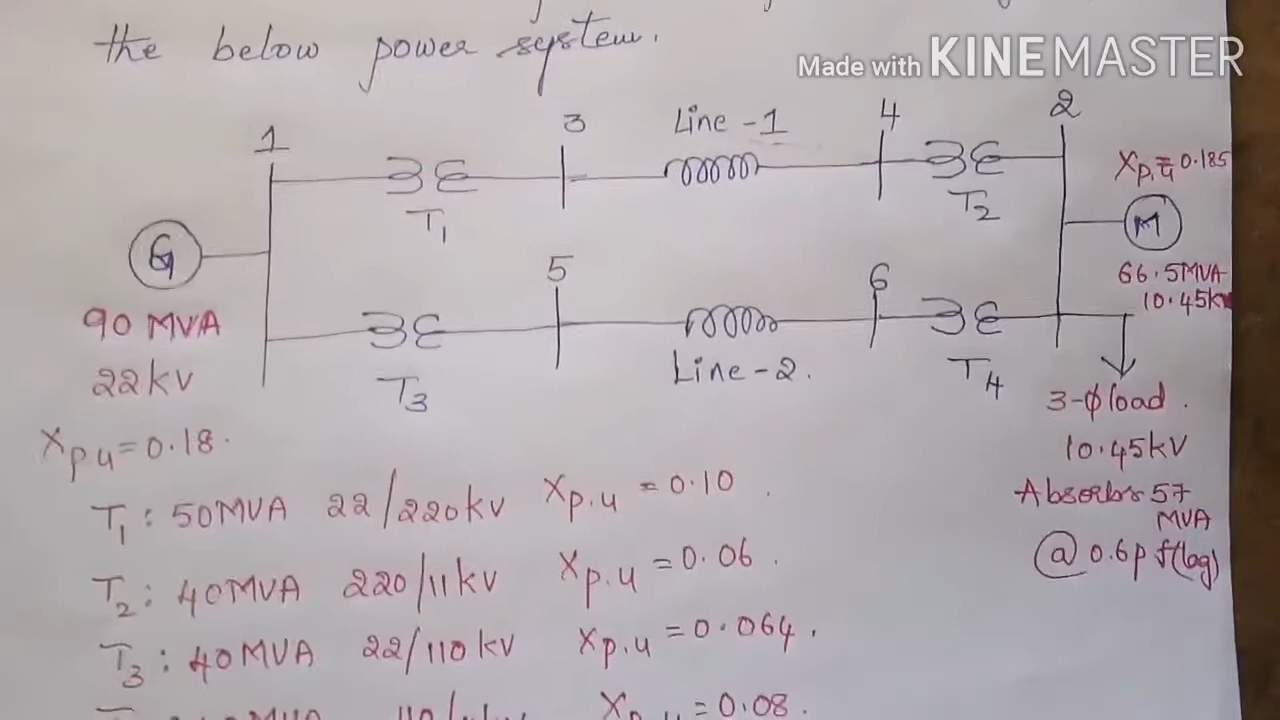 the below power system.
Made with KINEMASTER
1
3
Line -1
4
2
T1
T2
Xp.u = 0.185
G
M
66.5MVA
10.45kv
90 MVA
22kV
5
6
T3
Line -2.
T4
3-φ load.
10.45kV
Absorbs 57
MVA
@ 0.6 p f(lag)
Xpu = 0.18.
T1 : 50MVA 22/220kv Xp.u = 0.10.
T2 : 40MVA 220/11kv Xp.u = 0.06.
T3 : 40MVA 22/110kv Xp.u = 0.064.
= 0.08.